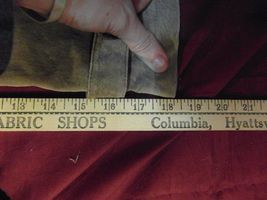 13 14 15 16 17 18 19 20 21
ABRIC SHOPS Columbia, Hyattsv